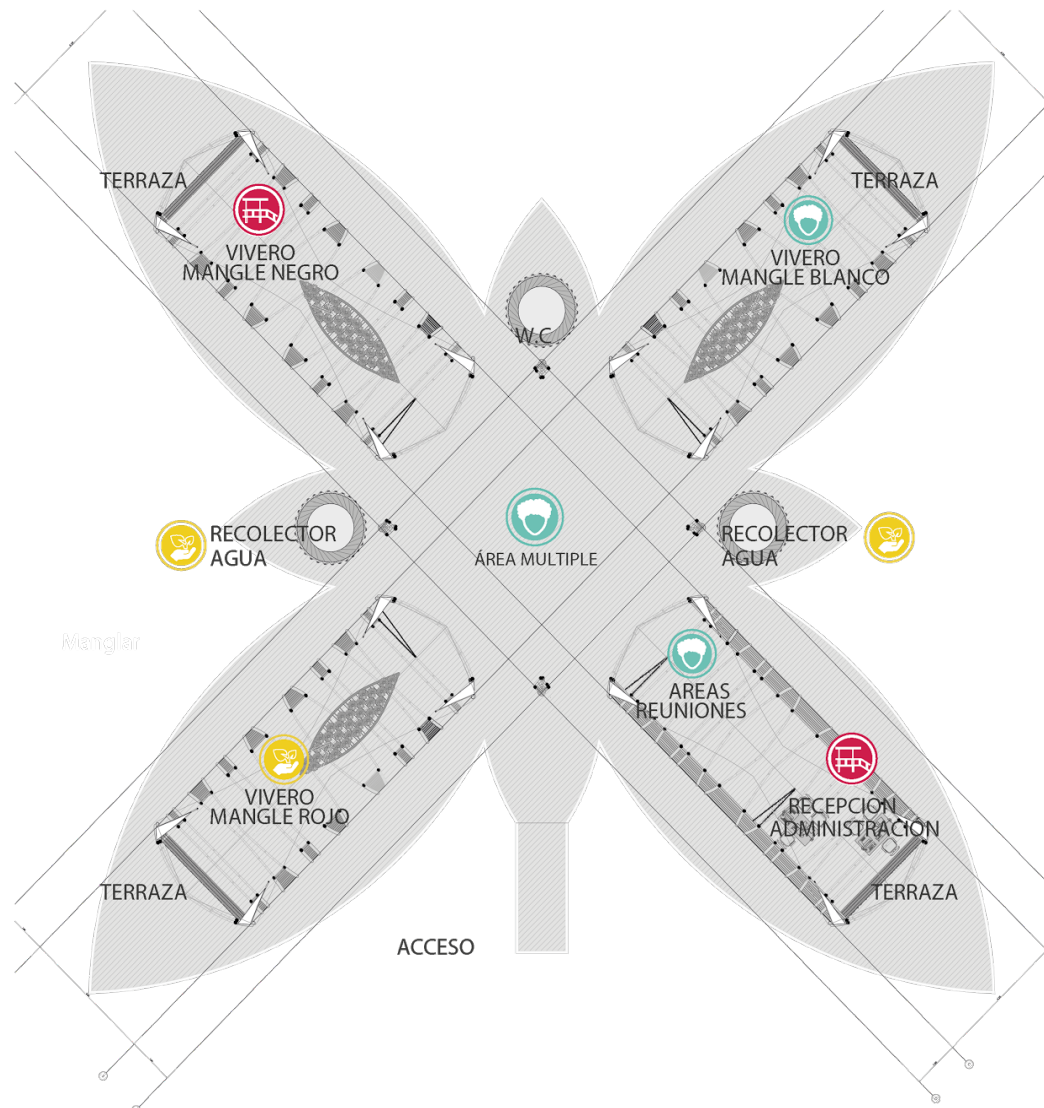 TERRAZA
TERRAZA
VIVERO
MANGLE NEGRO
VIVERO
MANGLE BLANCO
W.C
RECOLECTOR
AGUA
ÁREA MULTIPLE
RECOLECTOR
AGUA
Manglar
AREAS
REUNIONES
VIVERO
MANGLE ROJO
RECEPCION
ADMINISTRACION
TERRAZA
TERRAZA
ACCESO